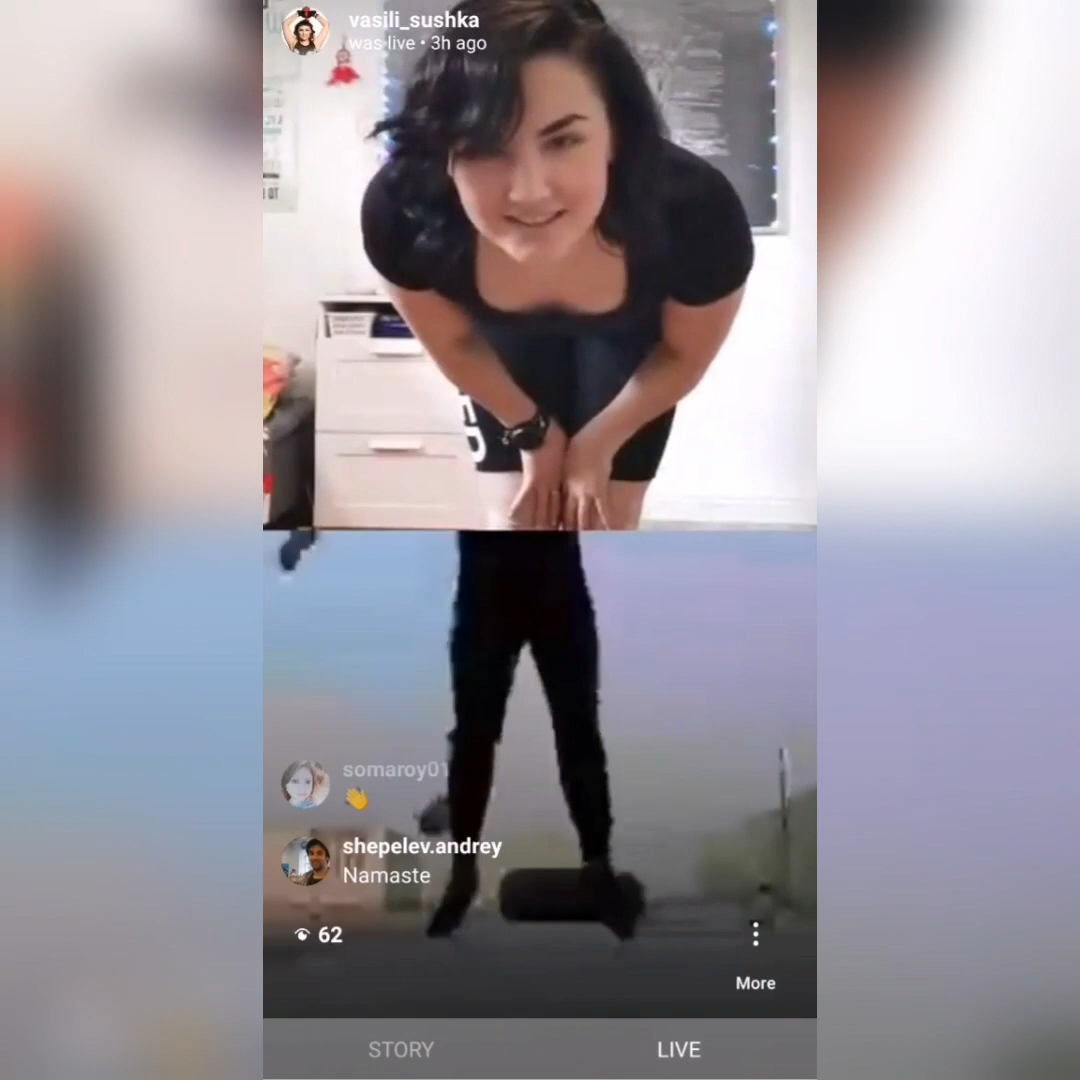 vasili_sushka
was live • 3h ago
somaroy01
👋
shepelev.andrey
Namaste
62
More
STORY
LIVE